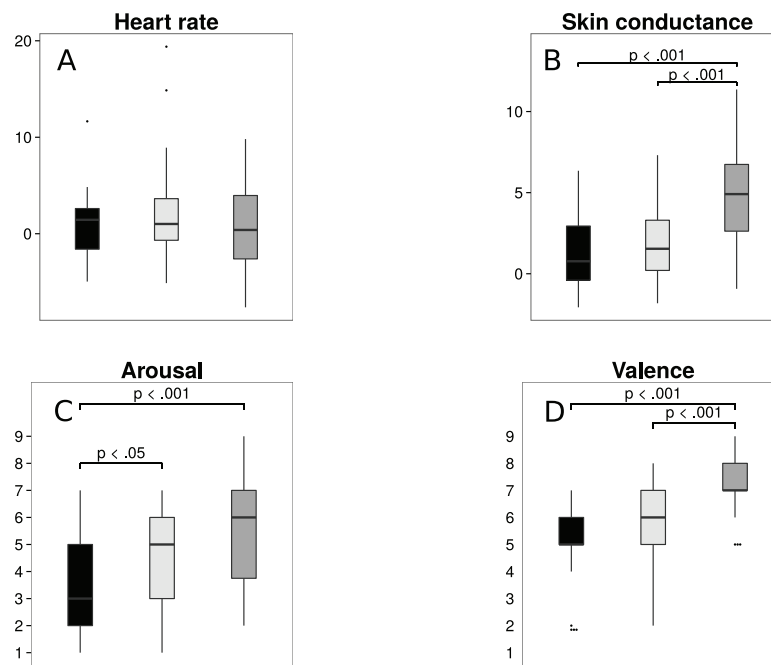 Heart rate
A
20
10
0
Skin conductance
B
p < .001
p < .001
10
5
0
Arousal
C
p < .001
p < .05
9
8
7
6
5
4
3
2
1
Valence
D
p < .001
p < .001
9
8
7
6
5
4
3
2
1